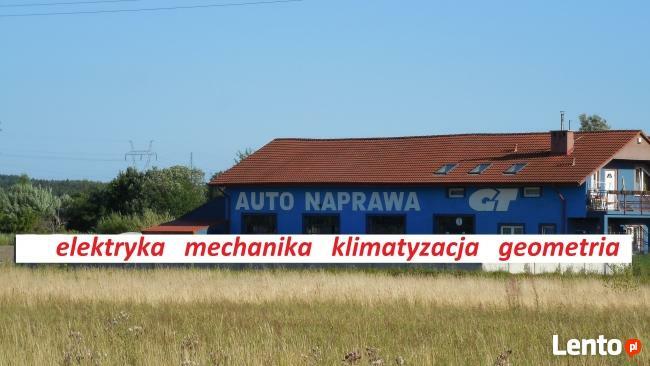 AUTO NAPRAWA GT
elektryka mechanika klimatyzacja geometria
Lento.pl